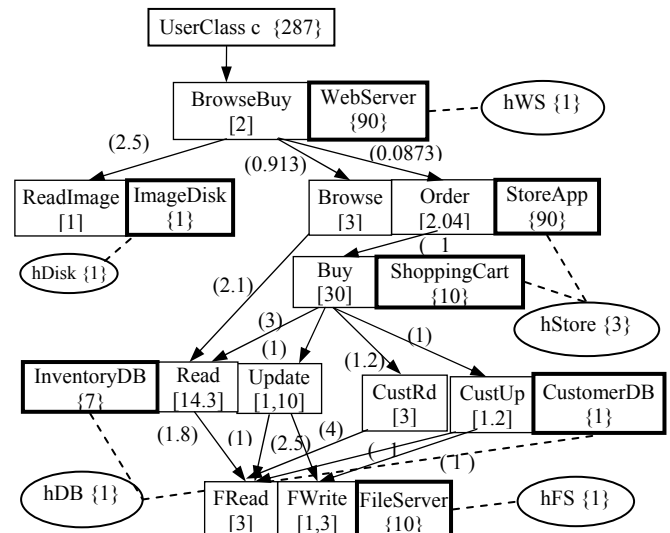 UserClass c {287}
BrowseBuy
[2]
WebServer
{90}
hWS {1}
(2.5)
(0.913)
(0.0873)
ReadImage
[1]
ImageDisk
{1}
Browse
[3]
Order
[2.04]
StoreApp
{90}
hDisk {1}
(2.1)
( 1
Buy
[30]
ShoppingCart
{10}
hStore {3}
(3)
(1)
(1.2)
(1)
InventoryDB
{7}
Read
[14.3]
Update
[1,10]
CustRd
[3]
CustUp
[1.2]
CustomerDB
{1}
(1.8)
(1)
(2.5)
(4)
( 1
(1 )
hDB {1}
FRead
[3]
FWrite
[1,3]
FileServer
{10}
hFS {1}